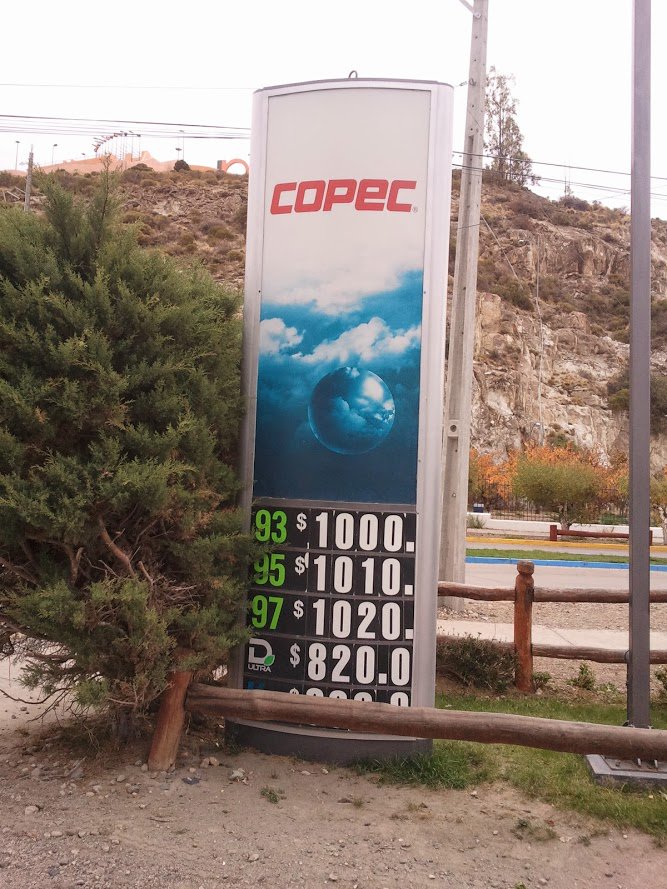 COPEC
93 $ 1000.
95 $ 1010.
97 $ 1020.
D ULTRA $ 820.0